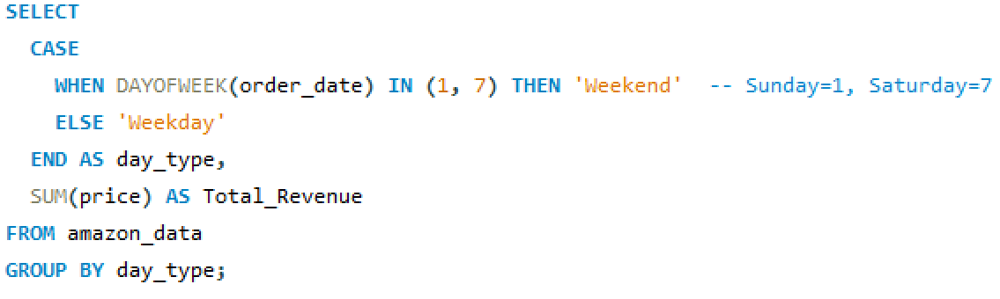 SELECT
  CASE
    WHEN DAYOFWEEK(order_date) IN (1, 7) THEN 'Weekend'  -- Sunday=1, Saturday=7
    ELSE 'Weekday'
  END AS day_type,
  SUM(price) AS Total_Revenue
FROM amazon_data
GROUP BY day_type;